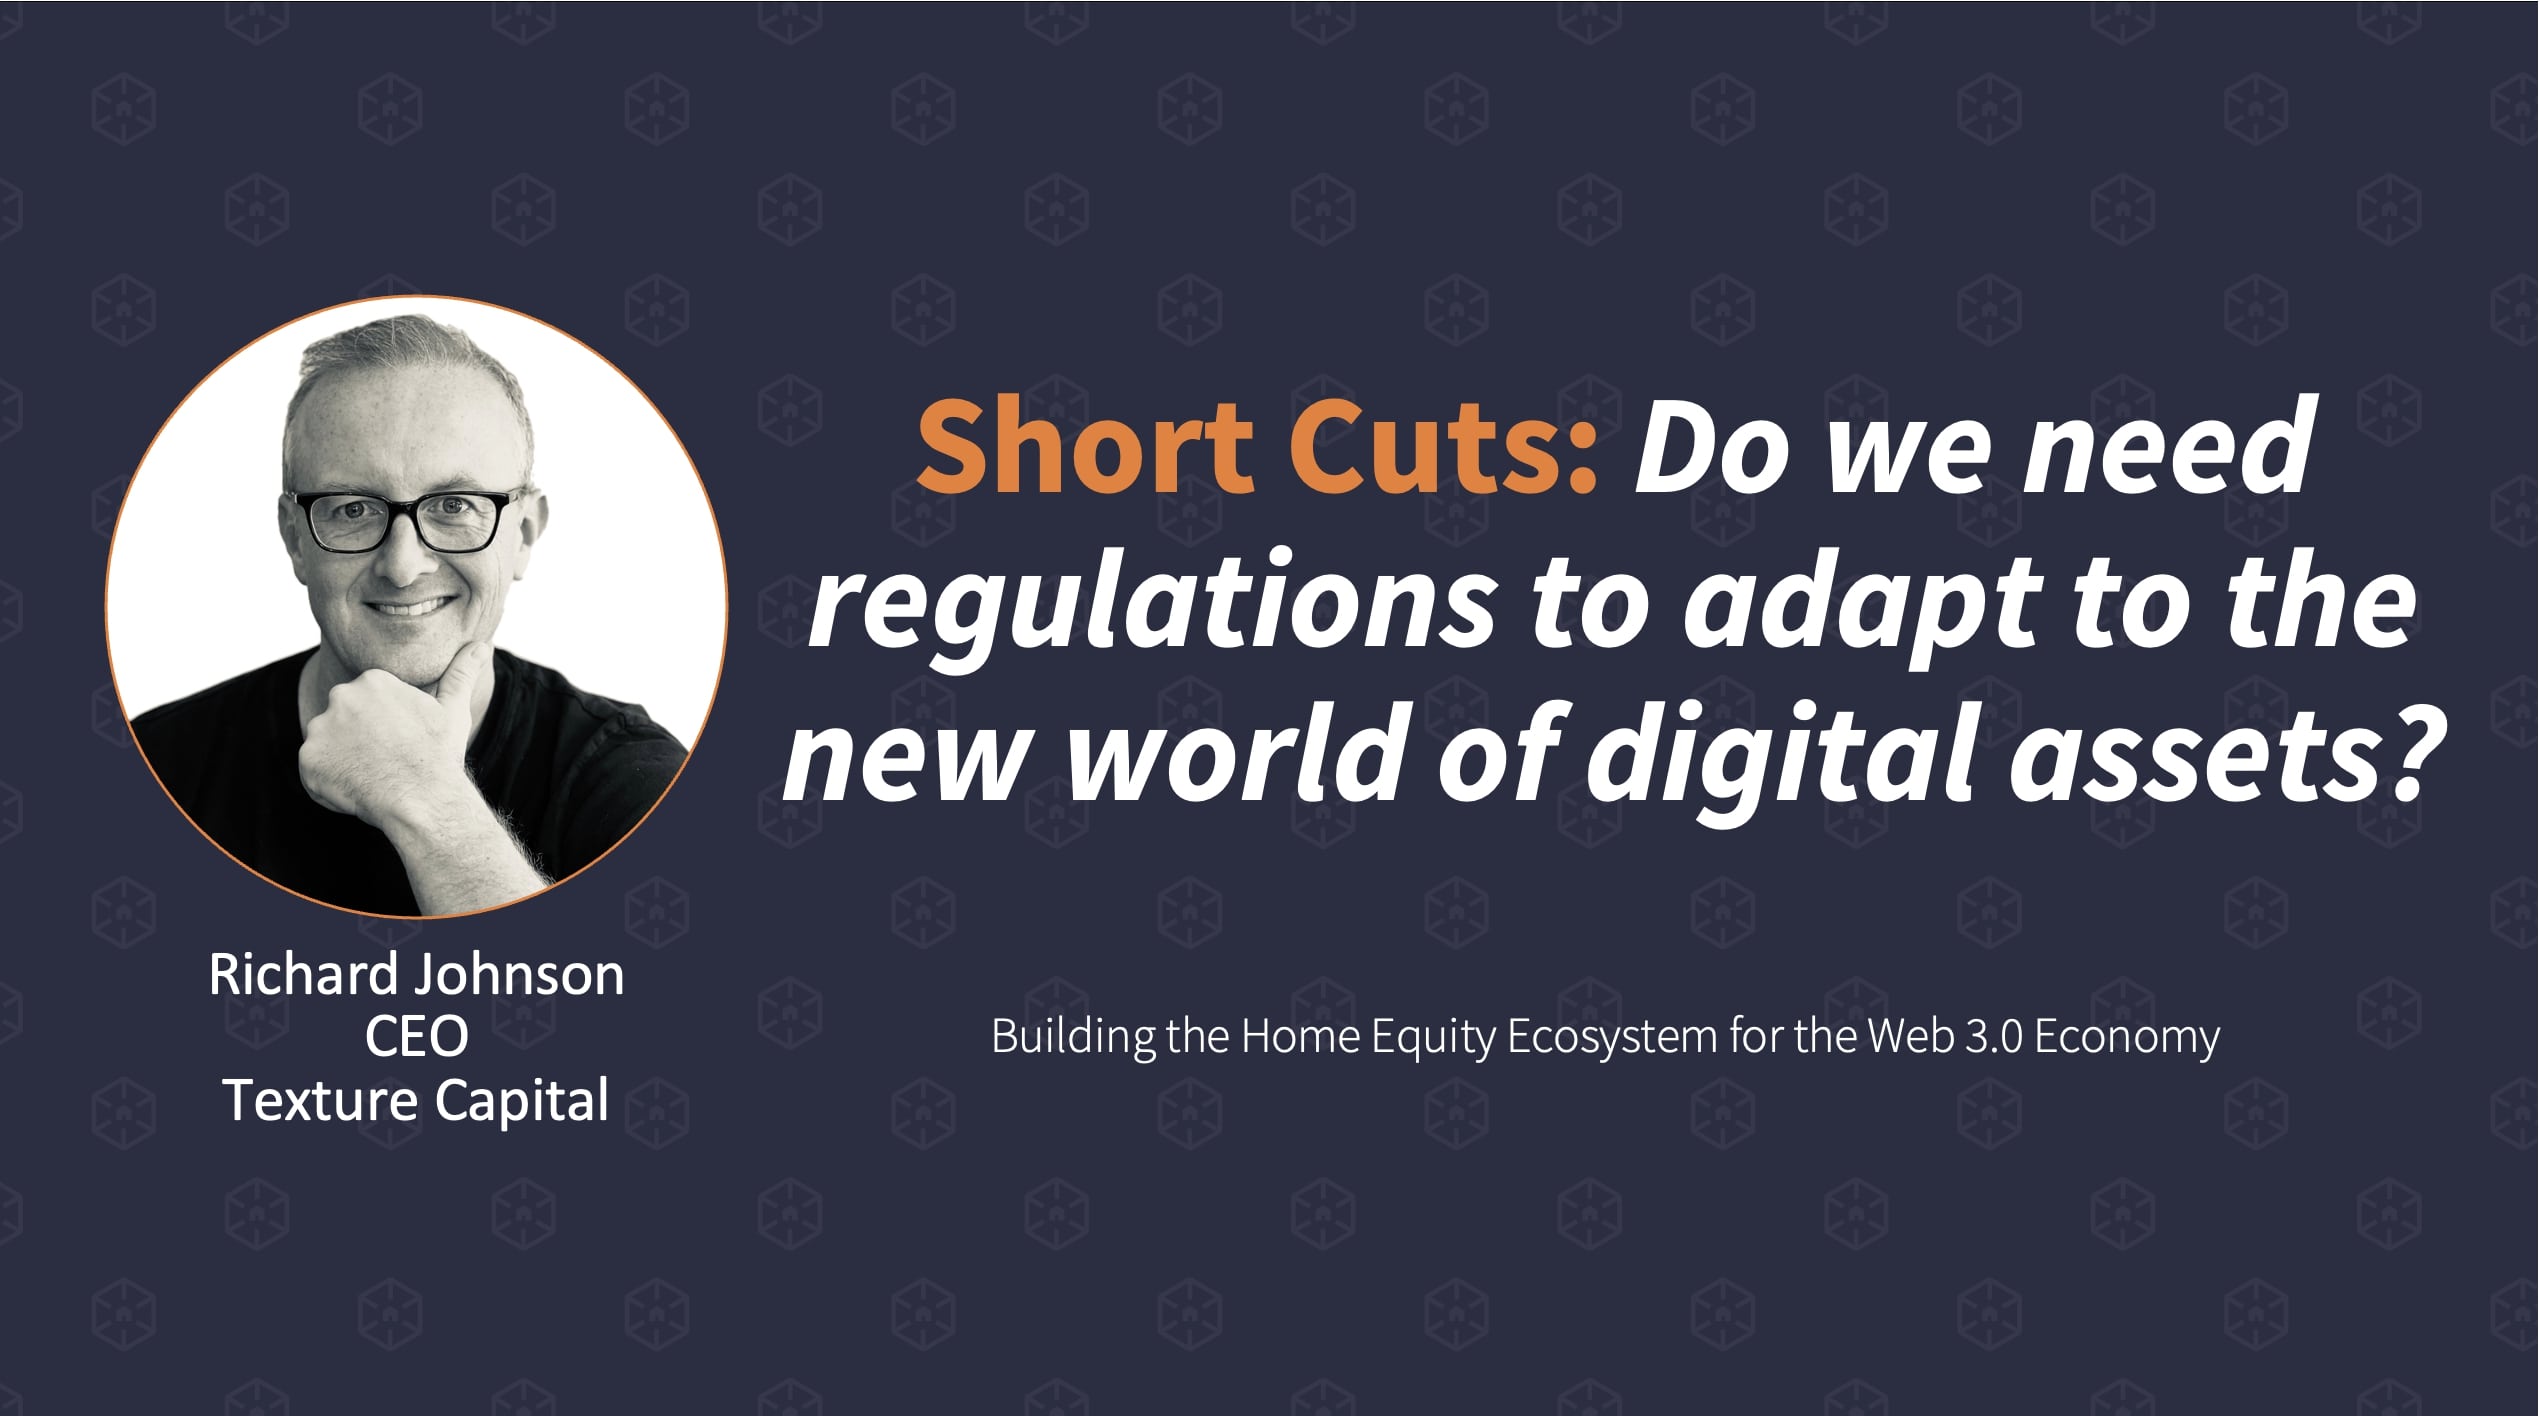 Short Cuts: Do we need
regulations to adapt to the
new world of digital assets?
Richard Johnson
CEO
Texture Capital
Building the Home Equity Ecosystem for the Web 3.0 Economy